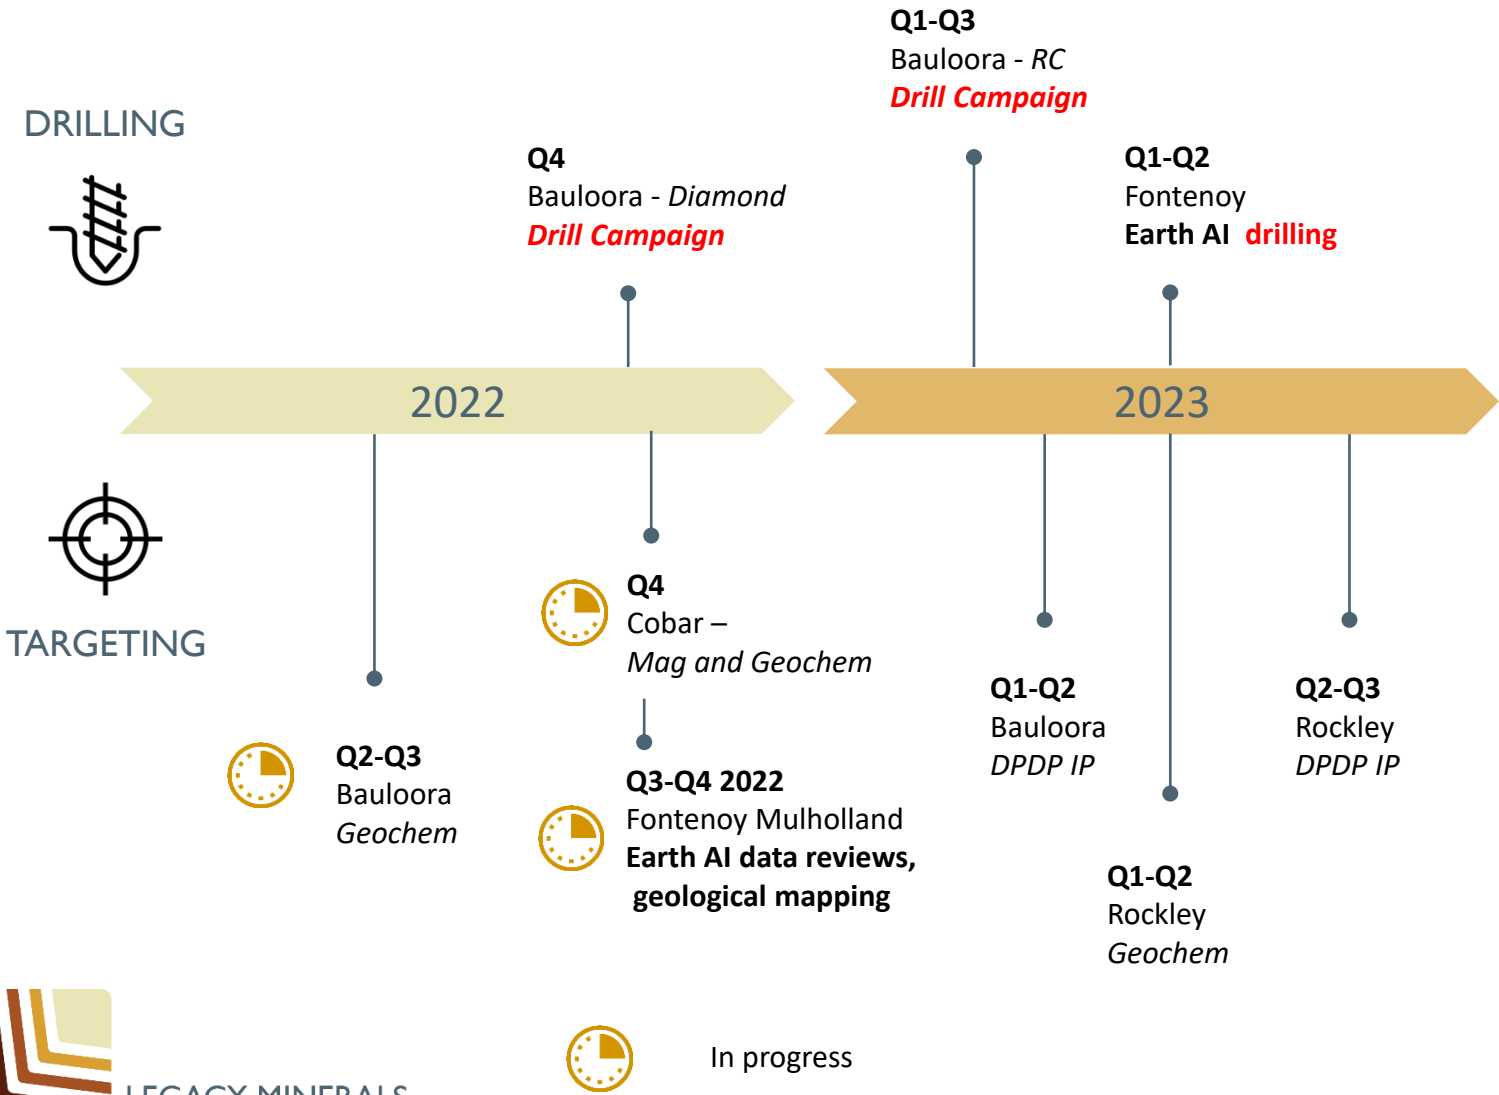 Q1-Q3
Bauloora - RC
Drill Campaign
DRILLING
Q4
Bauloora - Diamond
Drill Campaign
Q1-Q2
Fontenoy
Earth AI drilling
2022
2023
TARGETING
Q4
Cobar –
Mag and Geochem
Q2-Q3
Bauloora
Geochem
Q3-Q4 2022
Fontenoy Mulholland
Earth AI data reviews,
geological mapping
Q1-Q2
Bauloora
DPDP IP
Q2-Q3
Rockley
DPDP IP
Q1-Q2
Rockley
Geochem
In progress
LEGACY MINERALS